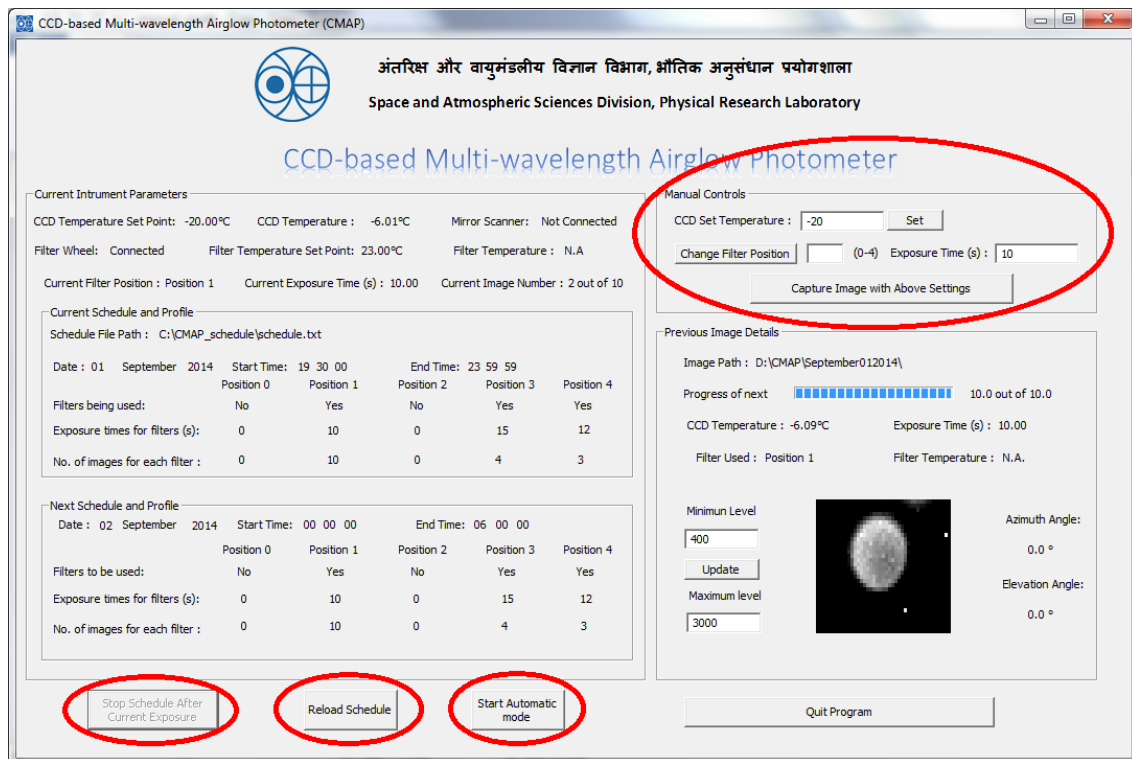 CCD-based Multi-wavelength Airglow Photometer (CMAP)
अंतरिक्ष और वायुमंडलीय विज्ञान विभाग, भौतिक अनुसंधान प्रयोगशाला
Space and Atmospheric Sciences Division, Physical Research Laboratory
CCD-based Multi-wavelength Airglow Photometer
Current Intrument Parameters
CCD Temperature Set Point: -20.00°C CCD Temperature : -6.01°C Mirror Scanner: Not Connected
Filter Wheel: Connected Filter Temperature Set Point: 23.00°C Filter Temperature : N.A
Current Filter Position : Position 1 Current Exposure Time (s) : 10.00 Current Image Number : 2 out of 10
Current Schedule and Profile
Schedule File Path : C:\CMAP_schedule\schedule.txt
Date : 01 September 2014 Start Time: 19 30 00 End Time: 23 59 59
Position 0 Position 1 Position 2 Position 3 Position 4
Filters being used: No Yes No Yes Yes
Exposure times for filters (s): 0 10 0 15 12
No. of images for each filter : 0 10 0 4 3
Next Schedule and Profile
Date : 02 September 2014 Start Time: 00 00 00 End Time: 06 00 00
Position 0 Position 1 Position 2 Position 3 Position 4
Filters to be used: No Yes No Yes Yes
Exposure times for filters (s): 0 10 0 15 12
No. of images for each filter : 0 10 0 4 3
Stop Schedule After
Current Exposure
Reload Schedule
Start Automatic
mode
Manual Controls
CCD Set Temperature : -20 Set
Change Filter Position (0-4) Exposure Time (s) : 10
Capture Image with Above Settings
Previous Image Details
Image Path : D:\CMAP\September012014\
Progress of next 10.0 out of 10.0
CCD Temperature : -6.09°C Exposure Time (s) : 10.00
Filter Used : Position 1 Filter Temperature : N.A.
Minimun Level
400
Update
Maximum level
3000
Azimuth Angle:
0.0 °
Elevation Angle:
0.0 °
Quit Program